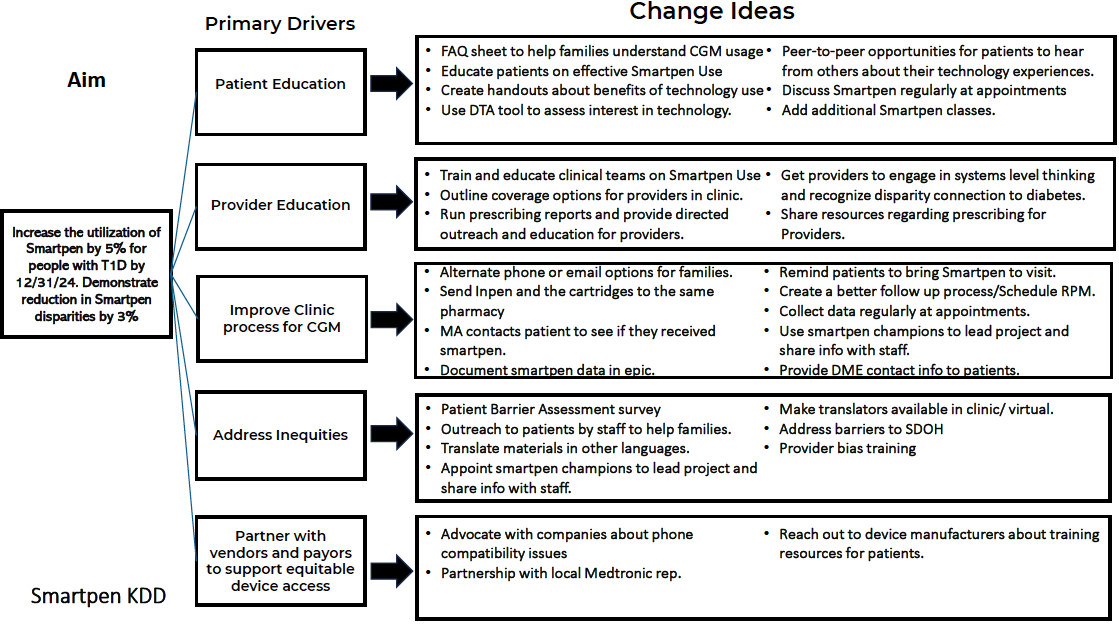 Change Ideas
Primary Drivers
Aim
Increase the utilization of
Smartpen by 5% for
people with T1D by
12/31/24. Demonstrate
reduction in Smartpen
disparities by 3%
Patient Education
• FAQ sheet to help families understand CGM usage
• Educate patients on effective Smartpen Use
• Create handouts about benefits of technology use
• Use DTA tool to assess interest in technology.
• Peer-to-peer opportunities for patients to hear
from others about their technology experiences.
• Discuss Smartpen regularly at appointments
• Add additional Smartpen classes.
Provider Education
• Train and educate clinical teams on Smartpen Use
• Outline coverage options for providers in clinic.
• Run prescribing reports and provide directed
outreach and education for providers.
• Get providers to engage in systems level thinking
and recognize disparity connection to diabetes.
• Share resources regarding prescribing for
Providers.
Improve Clinic
process for CGM
• Alternate phone or email options for families.
• Send Inpen and the cartridges to the same
pharmacy
• MA contacts patient to see if they received
smartpen.
• Document smartpen data in epic.
• Remind patients to bring Smartpen to visit.
• Create a better follow up process/Schedule RPM.
• Collect data regularly at appointments.
• Use smartpen champions to lead project and
share info with staff.
• Provide DME contact info to patients.
Address Inequities
• Patient Barrier Assessment survey
• Outreach to patients by staff to help families.
• Translate materials in other languages.
• Appoint smartpen champions to lead project and
share info with staff.
• Make translators available in clinic/ virtual.
• Address barriers to SDOH
• Provider bias training
Partner with
vendors and payors
to support equitable
device access
• Advocate with companies about phone
compatibility issues
• Partnership with local Medtronic rep.
• Reach out to device manufacturers about training
resources for patients.
Smartpen KDD